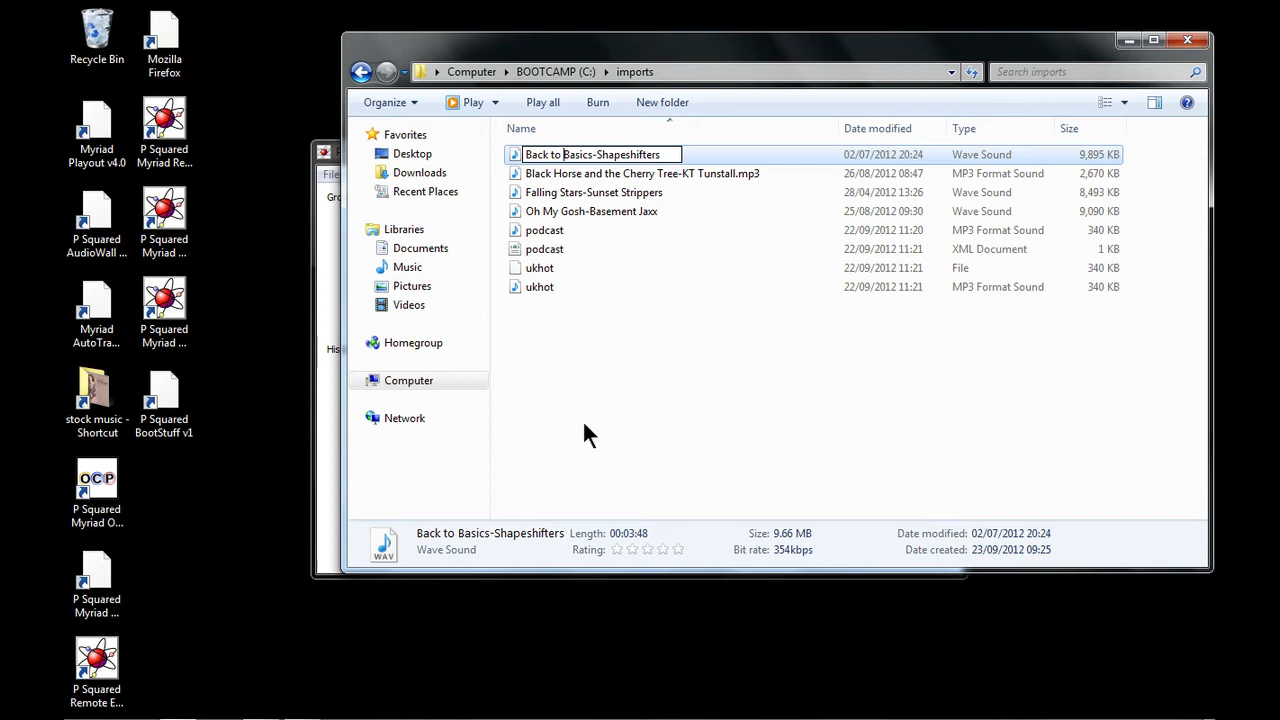 Recycle Bin
Mozilla
Firefox
Myriad
Playout v4.0
P Squared
Myriad Re...
P Squared
AudioWall ...
P Squared
Myriad ...
Myriad
AutoTra...
P Squared
Myriad ...
stock music -
Shortcut
P Squared
BootStuff v1
OCP
P Squared
Myriad O...
P Squared
Myriad ...
P Squared
Remote E...
File
Gro
His
Computer BOOTCAMP (C:) imports
Search imports
Organize Play Play all Burn New folder
Favorites
Desktop
Downloads
Recent Places
Libraries
Documents
Music
Pictures
Videos
Homegroup
Computer
Network
Name Date modified Type Size
Back to Basics-Shapeshifters 02/07/2012 20:24 Wave Sound 9,895 KB
Black Horse and the Cherry Tree-KT Tunstall.mp3 26/08/2012 08:47 MP3 Format Sound 2,670 KB
Falling Stars-Sunset Strippers 28/04/2012 13:26 Wave Sound 8,493 KB
Oh My Gosh-Basement Jaxx 25/08/2012 09:30 Wave Sound 9,090 KB
podcast 22/09/2012 11:20 MP3 Format Sound 340 KB
podcast 22/09/2012 11:21 XML Document 1 KB
ukhot 22/09/2012 11:21 File 340 KB
ukhot 22/09/2012 11:21 MP3 Format Sound 340 KB
WAV
Back to Basics-Shapeshifters Length: 00:03:48 Size: 9.66 MB Date modified: 02/07/2012 20:24
Wave Sound Rating: Bit rate: 354kbps Date created: 23/09/2012 09:25